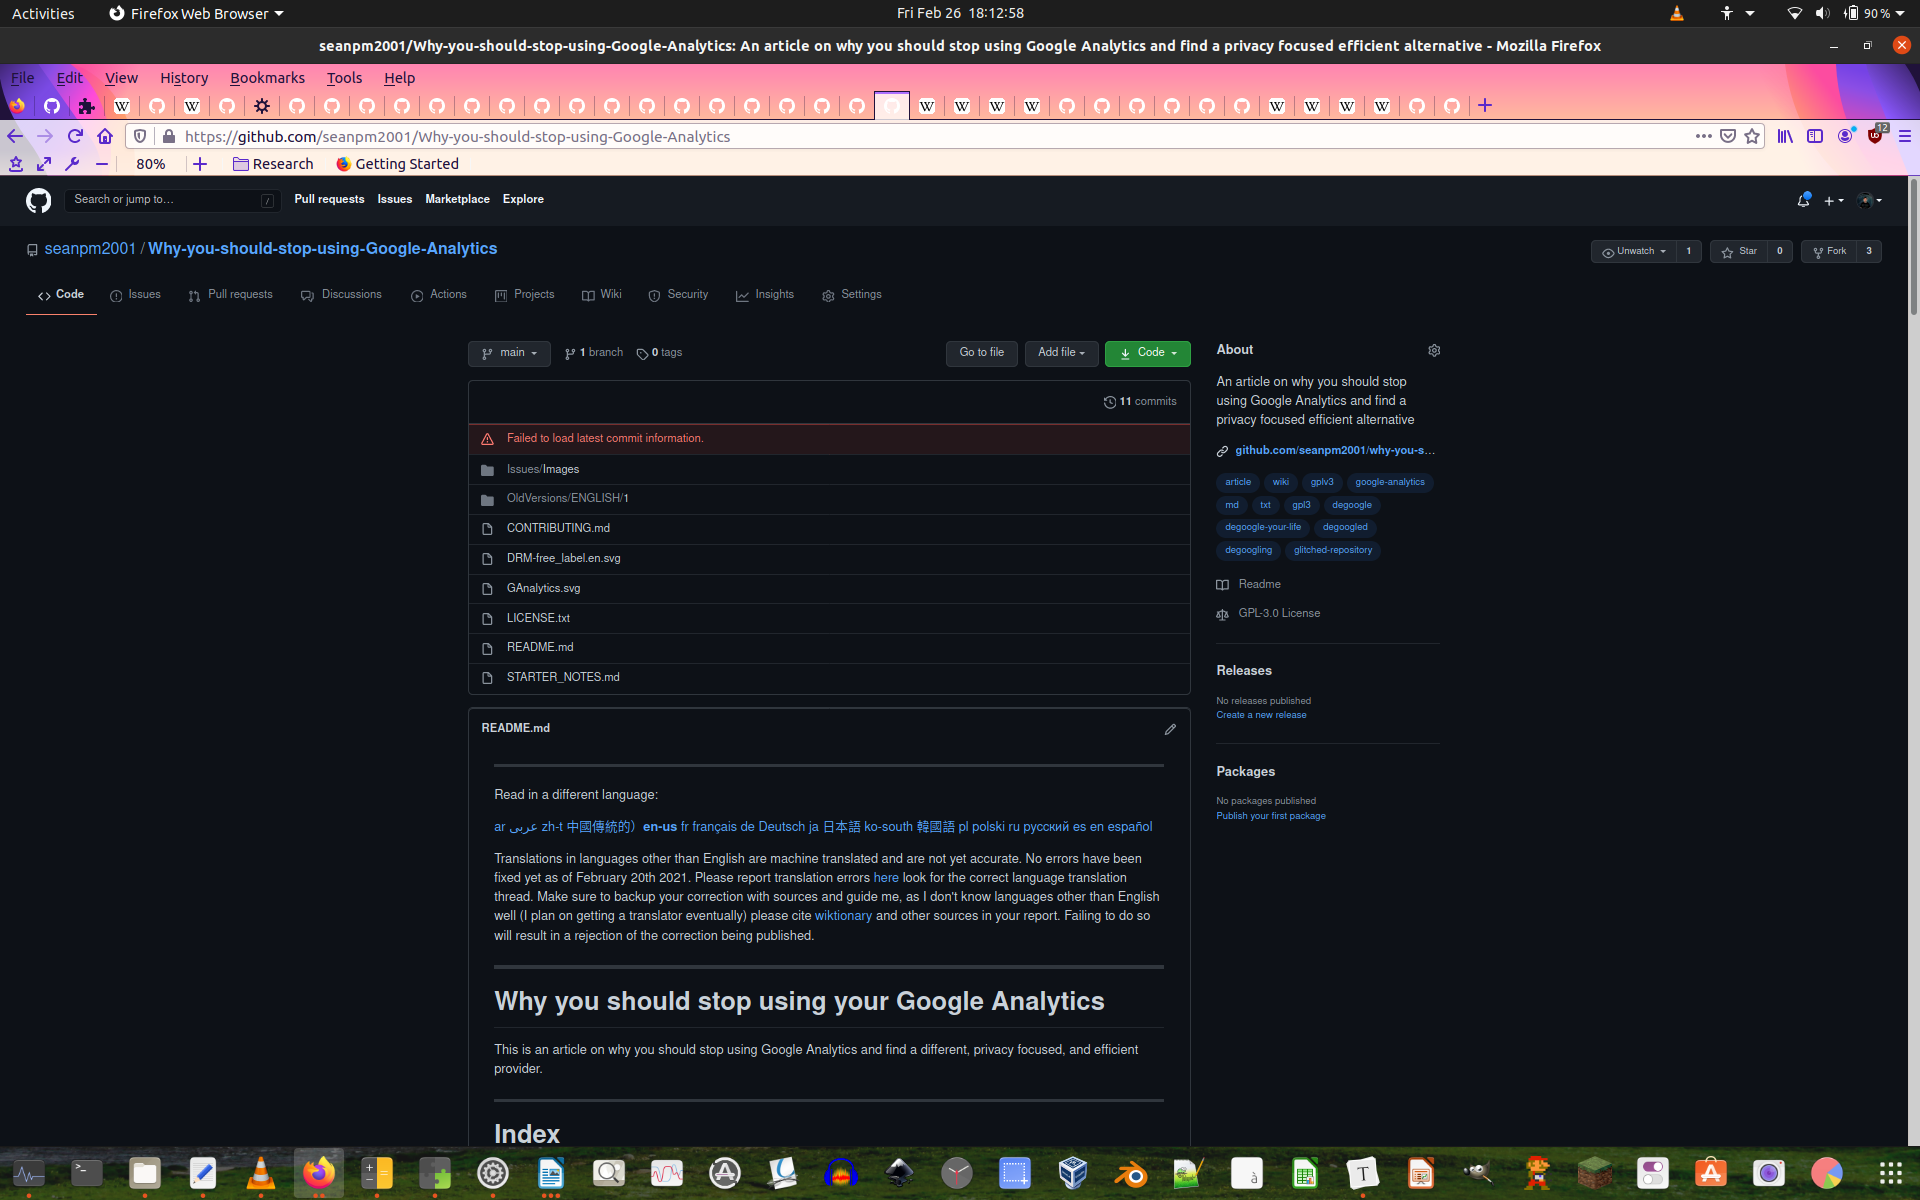 Activities
Firefox Web Browser
Fri Feb 26 18:12:58
90 %
seanpm2001/Why-you-should-stop-using-Google-Analytics: An article on why you should stop using Google Analytics and find a privacy focused efficient alternative - Mozilla Firefox
File Edit View History Bookmarks Tools Help
https://github.com/seanpm2001/Why-you-should-stop-using-Google-Analytics
12
80%
Research
Getting Started
Search or jump to…
/
Pull requests Issues Marketplace Explore
seanpm2001 / Why-you-should-stop-using-Google-Analytics
Unwatch 1
Star 0
Fork 3
Code Issues Pull requests Discussions Actions Projects Wiki Security Insights Settings
main
1 branch
0 tags
Go to file
Add file
Code
11 commits
Failed to load latest commit information.
Issues/Images
OldVersions/ENGLISH/1
CONTRIBUTING.md
DRM-free_label.en.svg
GAnalytics.svg
LICENSE.txt
README.md
STARTER_NOTES.md
About
An article on why you should stop
using Google Analytics and find a
privacy focused efficient alternative
github.com/seanpm2001/why-you-s…
article wiki gplv3 google-analytics
md txt gpl3 degoogle
degoogle-your-life degoogled
degoogling glitched-repository
Readme
GPL-3.0 License
Releases
No releases published
Create a new release
Packages
No packages published
Publish your first package
README.md
Read in a different language:
ar عربى zh-t 中國傳統的） en-us fr français de Deutsch ja 日本語 ko-south 韓國語 pl polski ru русский es en español
Translations in languages other than English are machine translated and are not yet accurate. No errors have been
fixed yet as of February 20th 2021. Please report translation errors here look for the correct language translation
thread. Make sure to backup your correction with sources and guide me, as I don't know languages other than English
well (I plan on getting a translator eventually) please cite wiktionary and other sources in your report. Failing to do so
will result in a rejection of the correction being published.
Why you should stop using your Google Analytics
This is an article on why you should stop using Google Analytics and find a different, privacy focused, and efficient
provider.
Index